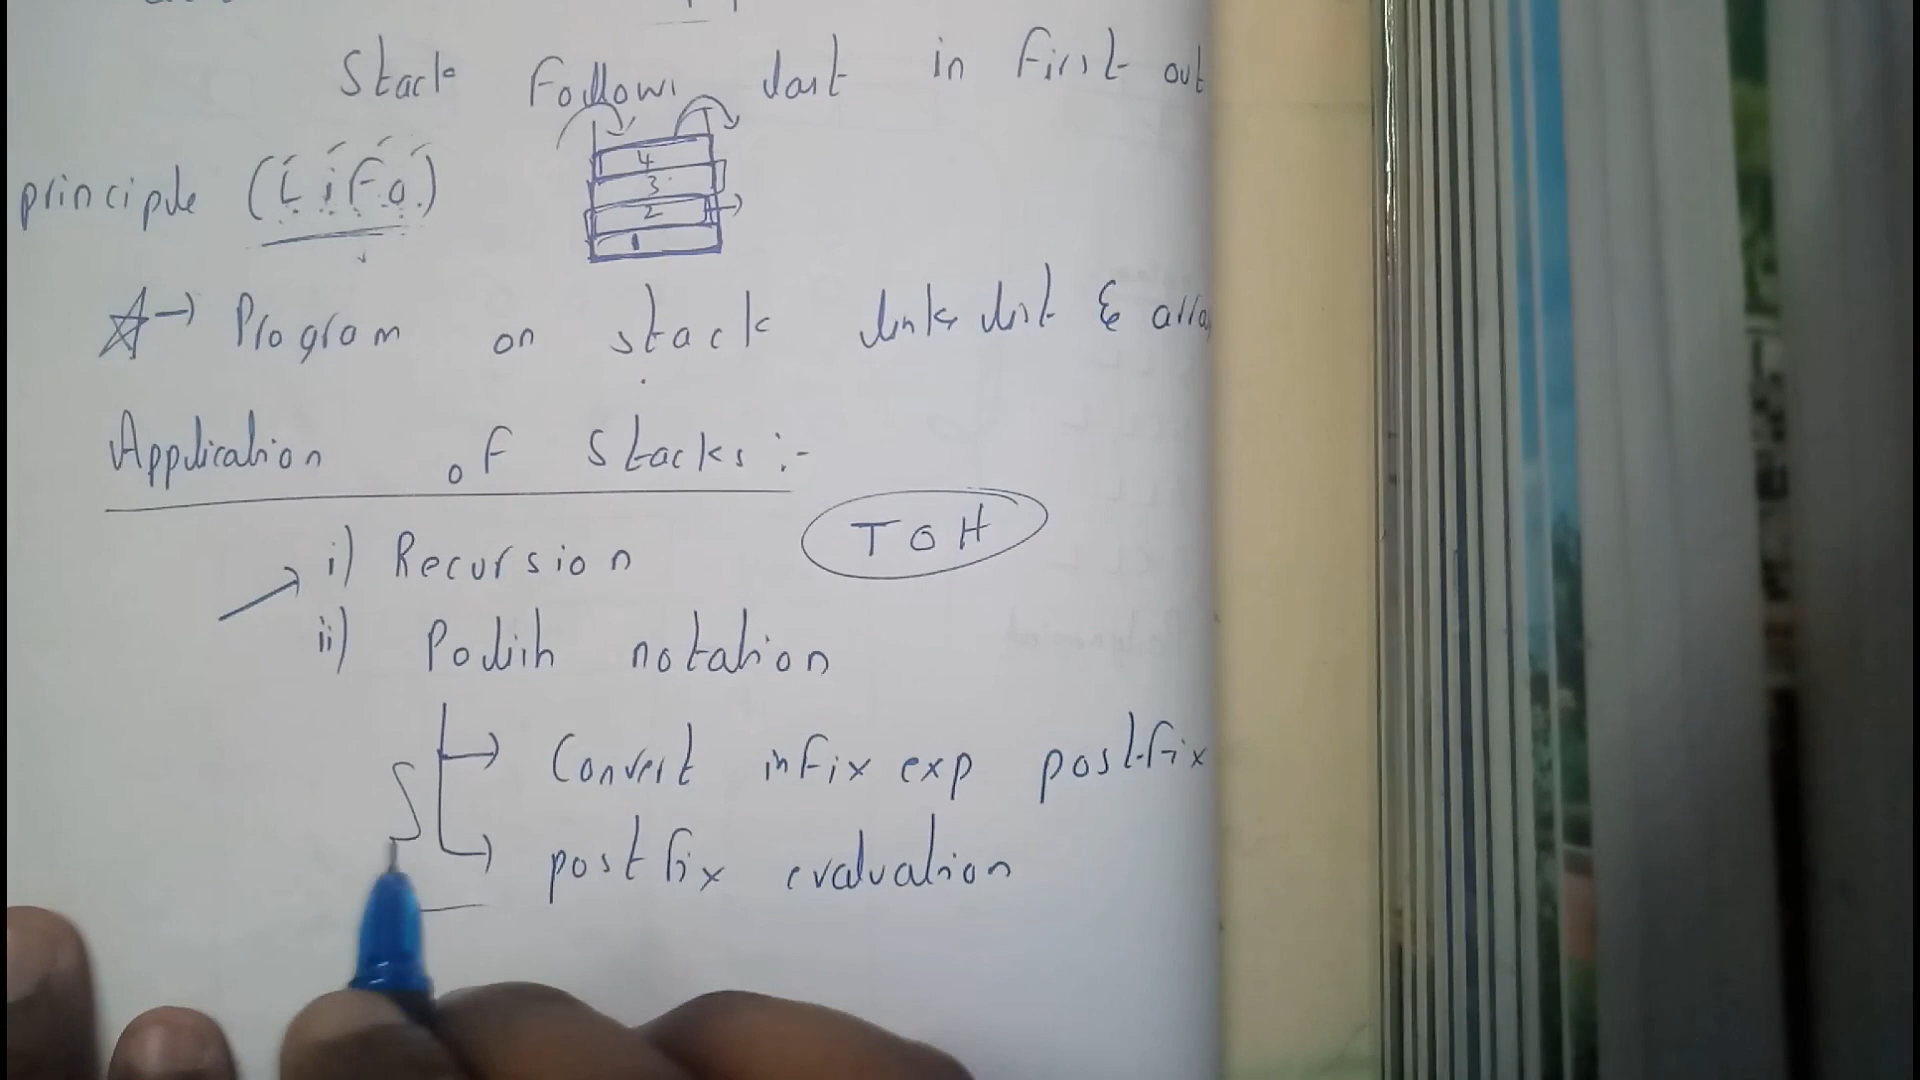 Stack Follows last in first out
principle (LiFo)
4
3
2
1
→ Program on stack link list &
Application of Stacks :-
TOH
i) Recursion
ii) Polish notation
→ Convert infix exp postfix
→ postfix evaluation